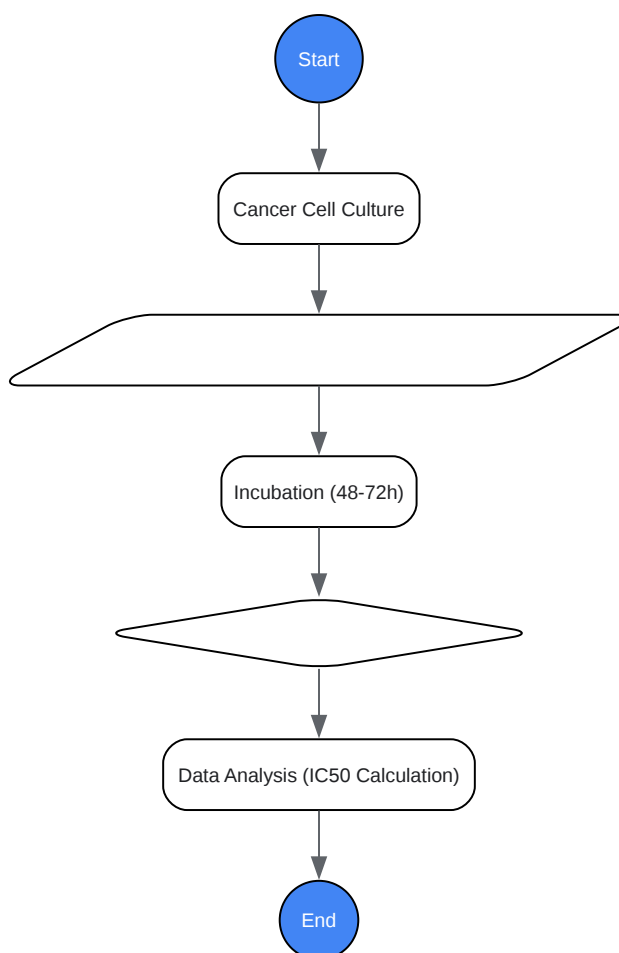 Start
Cancer Cell Culture
Incubation (48-72h)
Data Analysis (IC50 Calculation)
End